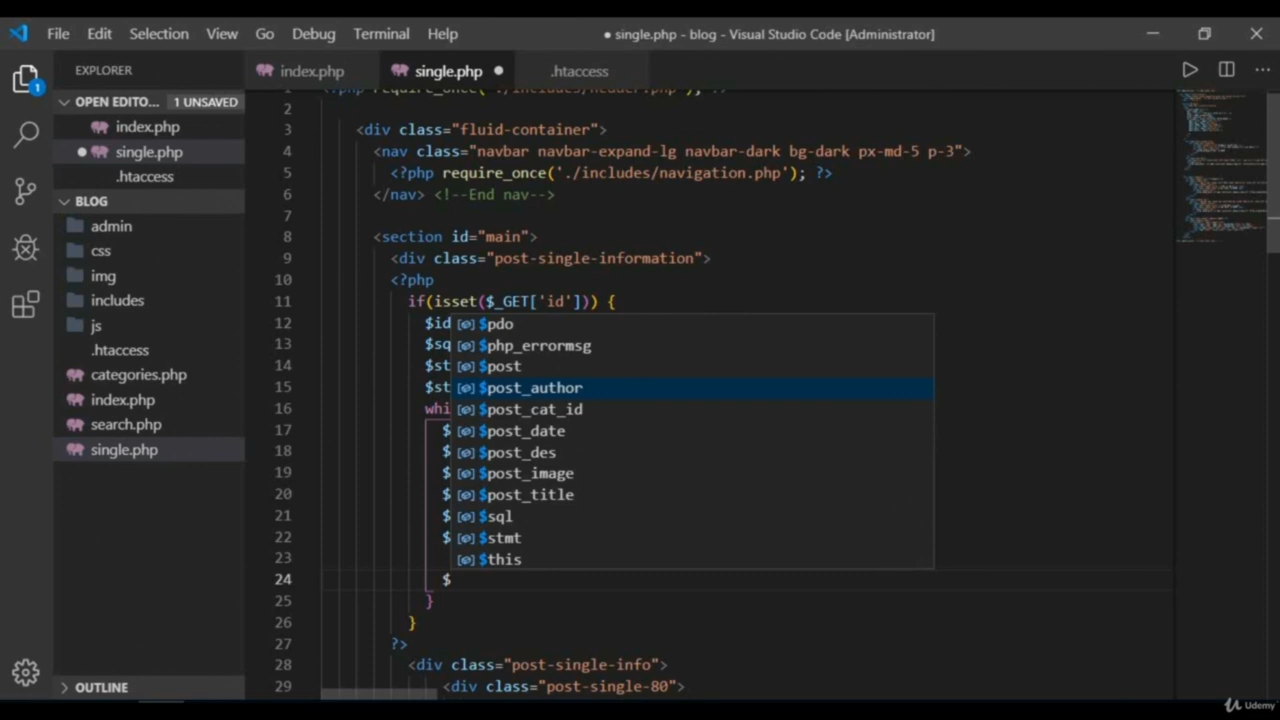 File Edit Selection View Go Debug Terminal Help
● single.php - blog - Visual Studio Code [Administrator]
EXPLORER
index.php single.php .htaccess
1
OPEN EDITO... 1 UNSAVED
index.php
single.php
.htaccess
BLOG
admin
css
img
includes
js
.htaccess
categories.php
index.php
search.php
single.php
OUTLINE
1 <?php require_once('./includes/header.php'); ?>
2
3 <div class="fluid-container">
4 <nav class="navbar navbar-expand-lg navbar-dark bg-dark px-md-5 p-3">
5 <?php require_once('./includes/navigation.php'); ?>
6 </nav> <!--End nav-->
7
8 <section id="main">
9 <div class="post-single-information">
10 <?php
11 if(isset($_GET['id'])) {
12 $id
13 $sq
14 $st
15 $st
16 whi
17 $
18 $
19 $
20 $
21 $
22 $
23
24 $
25 }
26 }
27 ?>
28 <div class="post-single-info">
29 <div class="post-single-80">
$pdo
$php_errormsg
$post
$post_author
$post_cat_id
$post_date
$post_des
$post_image
$post_title
$sql
$stmt
$this
Udemy